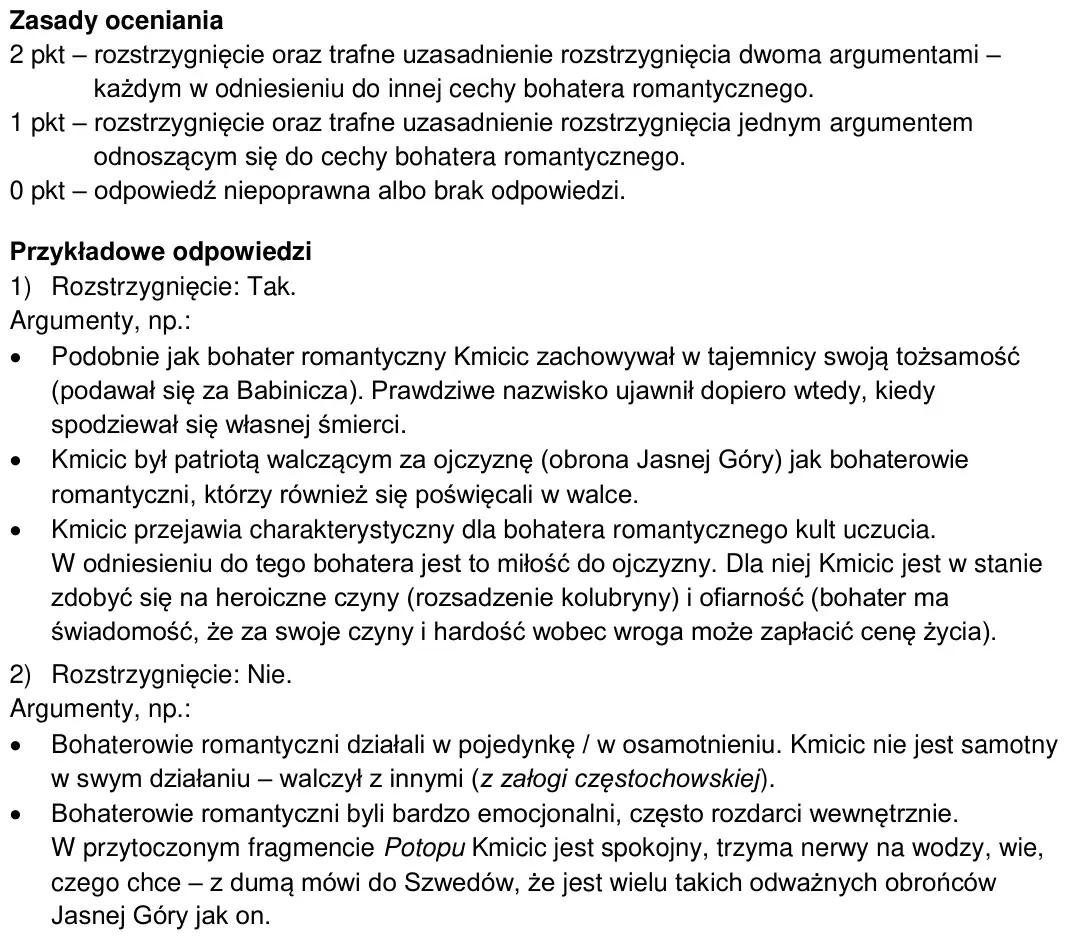 Zasady oceniania
2 pkt – rozstrzygnięcie oraz trafne uzasadnienie rozstrzygnięcia dwoma argumentami –
każdym w odniesieniu do innej cechy bohatera romantycznego.
1 pkt – rozstrzygnięcie oraz trafne uzasadnienie rozstrzygnięcia jednym argumentem
odnoszącym się do cechy bohatera romantycznego.
0 pkt – odpowiedź niepoprawna albo brak odpowiedzi.
Przykładowe odpowiedzi
1) Rozstrzygnięcie: Tak.
Argumenty, np.:
• Podobnie jak bohater romantyczny Kmicic zachowywał w tajemnicy swoją tożsamość
(podawał się za Babinicza). Prawdziwe nazwisko ujawnił dopiero wtedy, kiedy
spodziewał się własnej śmierci.
• Kmicic był patriotą walczącym za ojczyznę (obrona Jasnej Góry) jak bohaterowie
romantyczni, którzy również się poświęcali w walce.
• Kmicic przejawia charakterystyczny dla bohatera romantycznego kult uczucia.
W odniesieniu do tego bohatera jest to miłość do ojczyzny. Dla niej Kmicic jest w stanie
zdobyć się na heroiczne czyny (rozsadzenie kolubryny) i ofiarność (bohater ma
świadomość, że za swoje czyny i hardość wobec wroga może zapłacić cenę życia).
2) Rozstrzygnięcie: Nie.
Argumenty, np.:
• Bohaterowie romantyczni działali w pojedynkę / w osamotnieniu. Kmicic nie jest samotny
w swym działaniu – walczył z innymi (z załogi częstochowskiej).
• Bohaterowie romantyczni byli bardzo emocjonalni, często rozdarci wewnętrznie.
W przytoczonym fragmencie Potopu Kmicic jest spokojny, trzyma nerwy na wodzy, wie,
czego chce – z dumą mówi do Szwedów, że jest wielu takich odważnych obrońców
Jasnej Góry jak on.